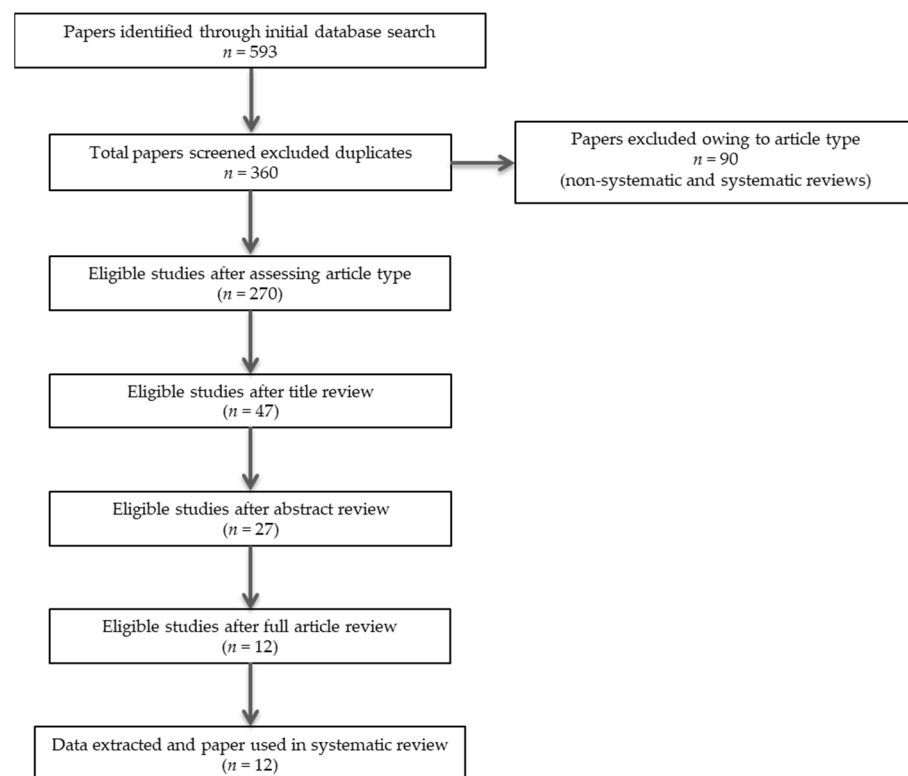 Papers identified through initial database search
n = 593
Total papers screened excluded duplicates
n = 360
Papers excluded owing to article type
n = 90
(non-systematic and systematic reviews)
Eligible studies after assessing article type
(n = 270)
Eligible studies after title review
(n = 47)
Eligible studies after abstract review
(n = 27)
Eligible studies after full article review
(n = 12)
Data extracted and paper used in systematic review
(n = 12)